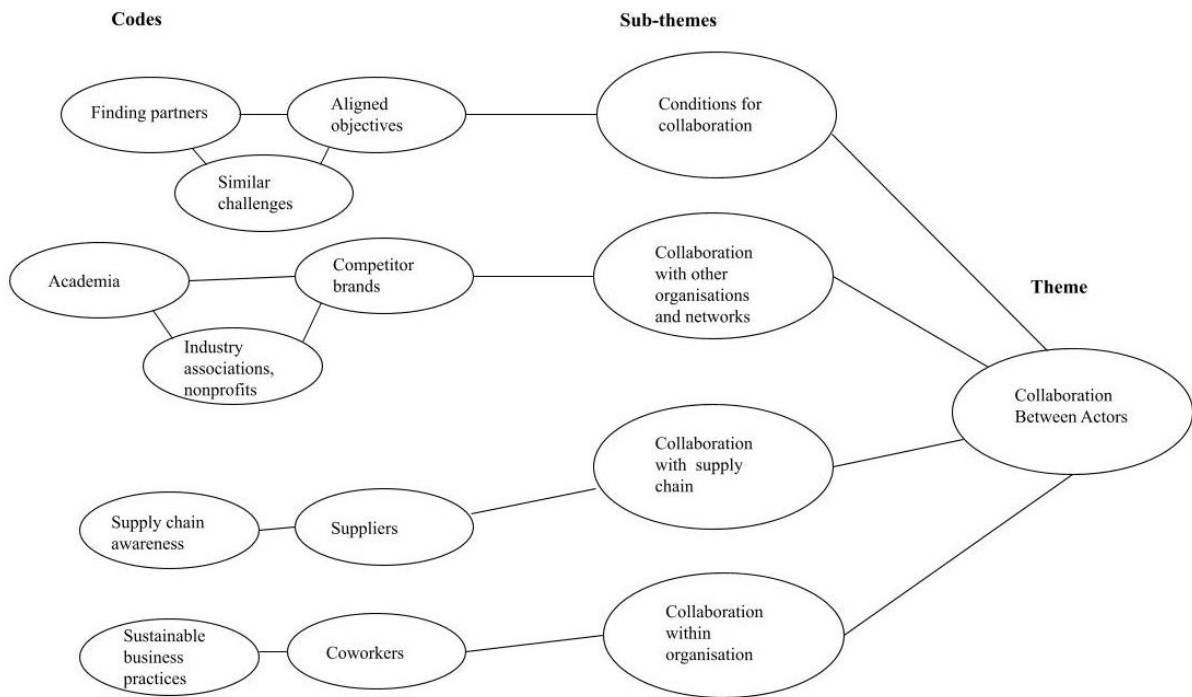 Codes
Sub-themes
Finding partners
Aligned
objectives
Similar
challenges
Conditions for
collaboration
Academia
Competitor
brands
Industry
associations,
nonprofits
Collaboration
with other
organisations
and networks
Theme
Collaboration
Between Actors
Supply chain
awareness
Suppliers
Collaboration
with supply
chain
Sustainable
business
practices
Coworkers
Collaboration
within
organisation